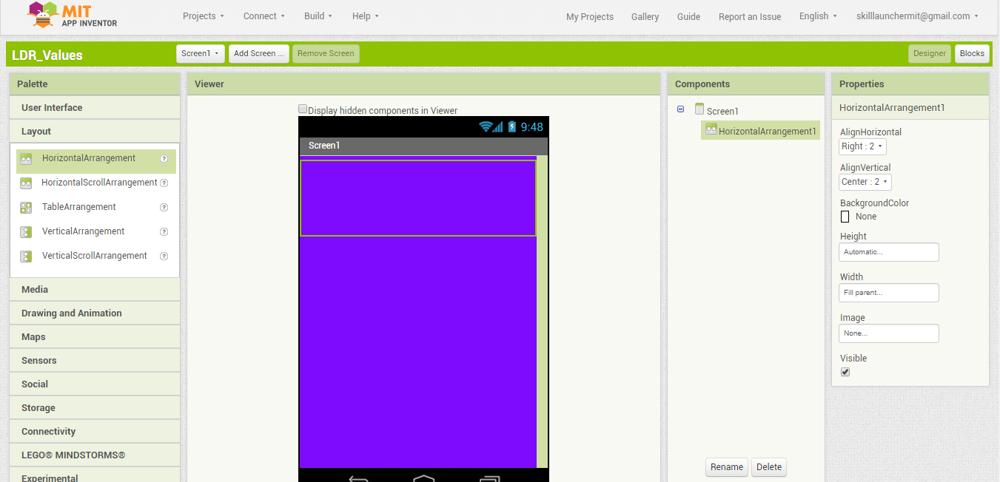 MIT
APP INVENTOR
Projects Connect Build Help My Projects Gallery Guide Report an Issue English skilllaunchermit@gmail.com
LDR_Values Screen1 Add Screen ... Remove Screen Designer Blocks
Palette
User Interface
Layout
HorizontalArrangement ?
HorizontalScrollArrangement ?
TableArrangement ?
VerticalArrangement ?
VerticalScrollArrangement ?
Media
Drawing and Animation
Maps
Sensors
Social
Storage
Connectivity
LEGO® MINDSTORMS®
Experimental
Viewer
Display hidden components in Viewer
9:48
Screen1
Components
Screen1
HorizontalArrangement1
Rename Delete
Properties
HorizontalArrangement1
AlignHorizontal
Right : 2
AlignVertical
Center : 2
BackgroundColor
None
Height
Automatic...
Width
Fill parent...
Image
None...
Visible